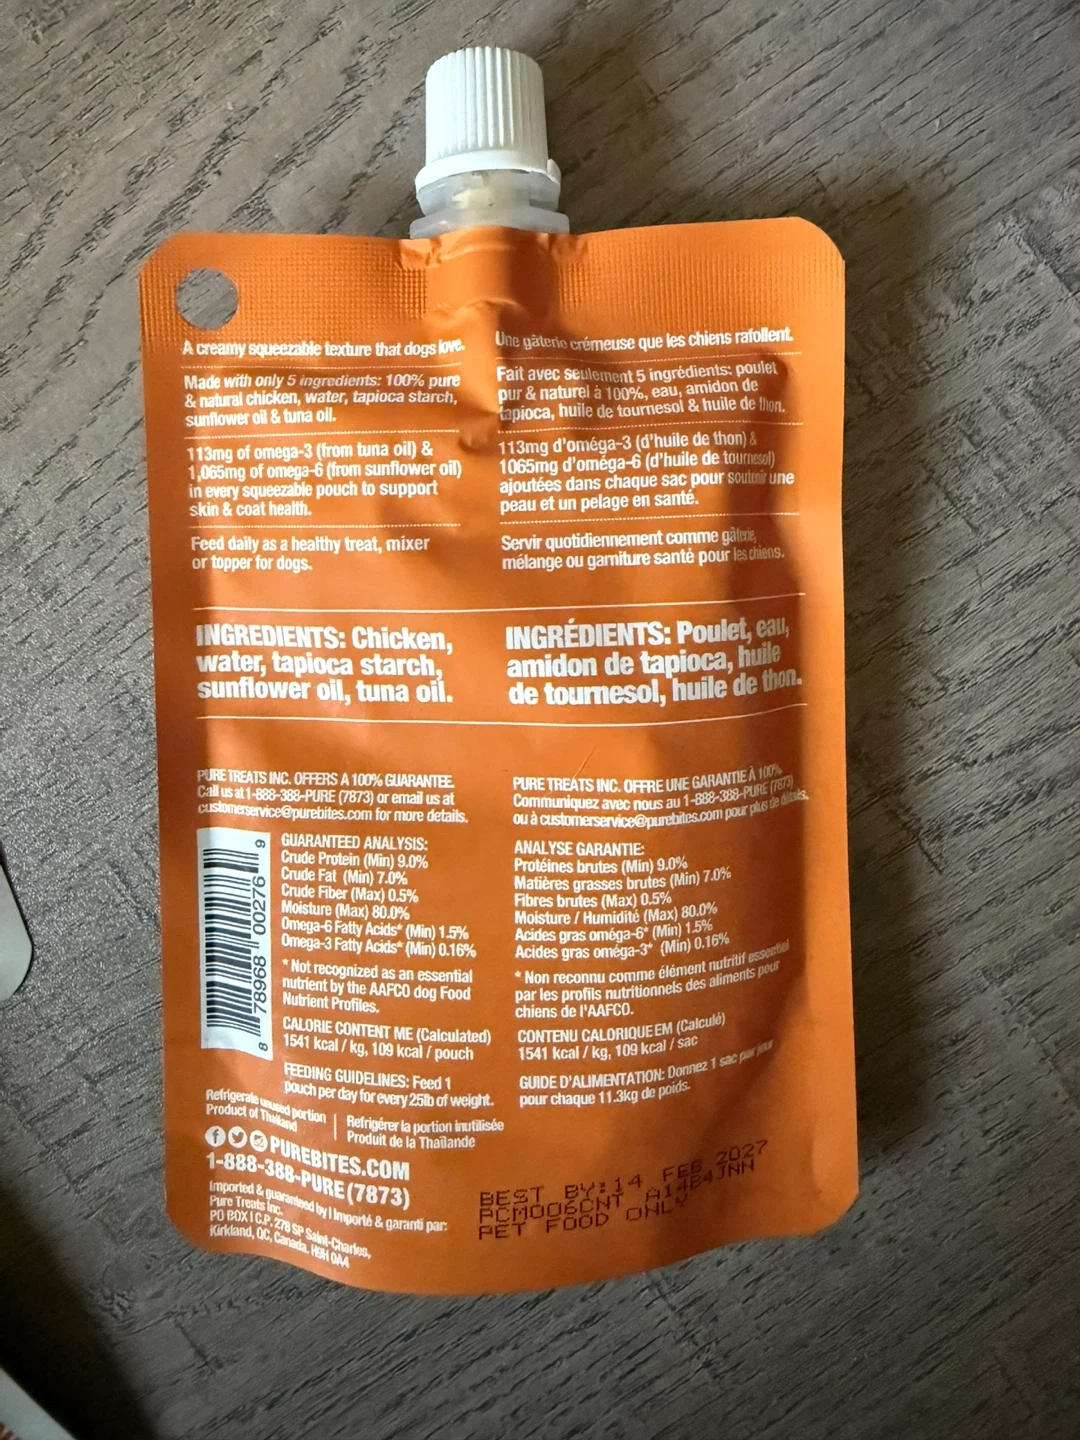 A creamy squeezable texture that dogs love.
Made with only 5 ingredients: 100% pure
& natural chicken, water, tapioca starch,
sunflower oil & tuna oil.
113mg of omega-3 (from tuna oil) &
1,065mg of omega-6 (from sunflower oil)
in every squeezable pouch to support
skin & coat health.
Feed daily as a healthy treat, mixer
or topper for dogs.
INGREDIENTS: Chicken,
water, tapioca starch,
sunflower oil, tuna oil.
Une gâterie crémeuse que les chiens rafollent.
Fait avec seulement 5 ingrédients: poulet
pur & naturel à 100%, eau, amidon de
tapioca, huile de tournesol & huile de thon.
113mg d'oméga-3 (d'huile de thon) &
1065mg d'oméga-6 (d'huile de tournesol)
ajoutées dans chaque sac pour soutenir une
peau et un pelage en santé.
Servir quotidiennement comme gâterie,
mélange ou garniture santé pour les chiens.
INGRÉDIENTS: Poulet, eau,
amidon de tapioca, huile
de tournesol, huile de thon.
PURE TREATS INC. OFFERS A 100% GUARANTEE.
Call us at 1-888-388-PURE (7873) or email us at
customerservice@purebites.com for more details.
GUARANTEED ANALYSIS:
Crude Protein (Min) 9.0%
Crude Fat (Min) 7.0%
Crude Fiber (Max) 0.5%
Moisture (Max) 80.0%
Omega-6 Fatty Acids* (Min) 1.5%
Omega-3 Fatty Acids* (Min) 0.16%
* Not recognized as an essential
nutrient by the AAFCO dog Food
Nutrient Profiles.
CALORIE CONTENT ME (Calculated)
1541 kcal / kg, 109 kcal / pouch
FEEDING GUIDELINES: Feed 1
pouch per day for every 25lb of weight.
8 78968 00276 9
PURE TREATS INC. OFFRE UNE GARANTIE À 100%
Communiquez avec nous au 1-888-388-PURE (7873)
ou à customerservice@purebites.com pour plus de détails.
ANALYSE GARANTIE:
Protéines brutes (Min) 9.0%
Matières grasses brutes (Min) 7.0%
Fibres brutes (Max) 0.5%
Moisture / Humidité (Max) 80.0%
Acides gras oméga-6* (Min) 1.5%
Acides gras oméga-3* (Min) 0.16%
* Non reconnu comme élément nutritif essentiel
par les profils nutritionnels des aliments pour
chiens de l'AAFCO.
CONTENU CALORIQUE EM (Calculé)
1541 kcal / kg, 109 kcal / sac
GUIDE D'ALIMENTATION: Donnez 1 sac par jour
pour chaque 11.3kg de poids.
Refrigerate unused portion
Product of Thailand
Refrigérer la portion inutilisée
Produit de la Thaïlande
PUREBITES.COM
1-888-388-PURE (7873)
Imported & guaranteed by | Importé & garanti par:
Pure Treats Inc.
PO BOX | C.P. 278 SP Saint-Charles,
Kirkland, QC, Canada. H9H 0A4
BEST BY:14 FEB 2027
PCM006CNT A14B4JNN
PET FOOD ONLY